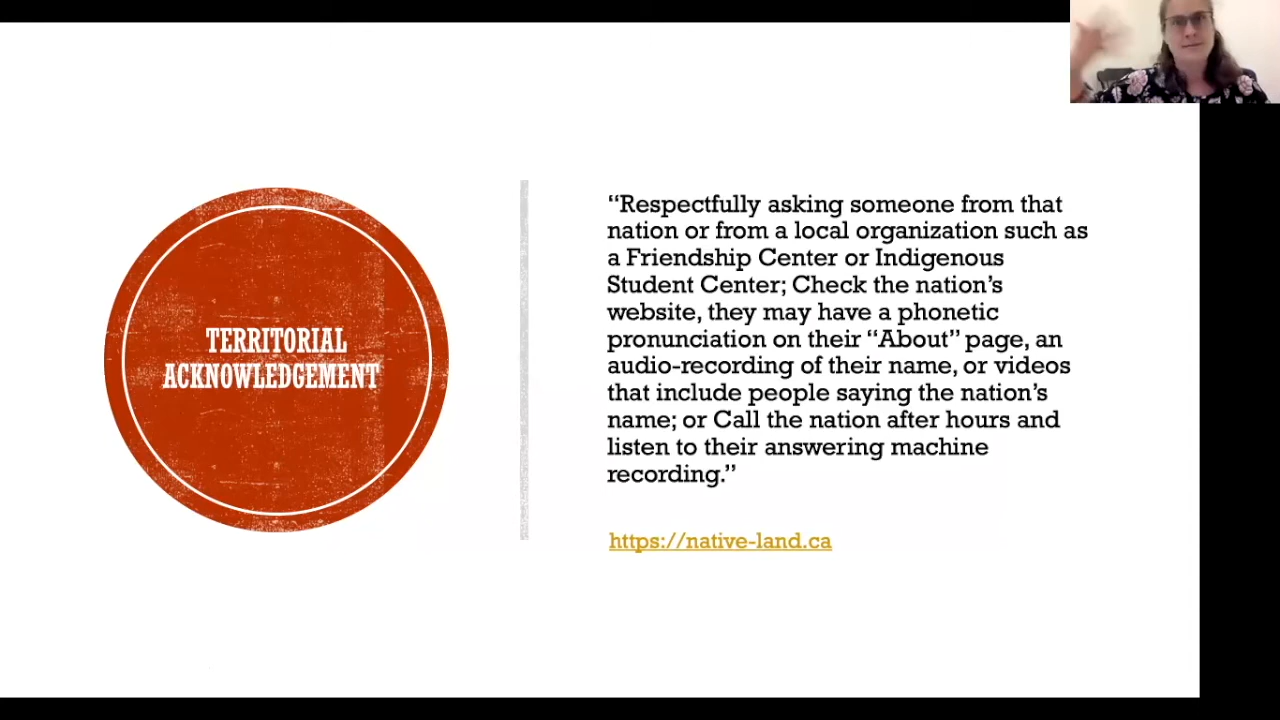 TERRITORIAL
ACKNOWLEDGEMENT
“Respectfully asking someone from that
nation or from a local organization such as
a Friendship Center or Indigenous
Student Center; Check the nation’s
website, they may have a phonetic
pronunciation on their “About” page, an
audio-recording of their name, or videos
that include people saying the nation’s
name; or Call the nation after hours and
listen to their answering machine
recording.”
https://native-land.ca